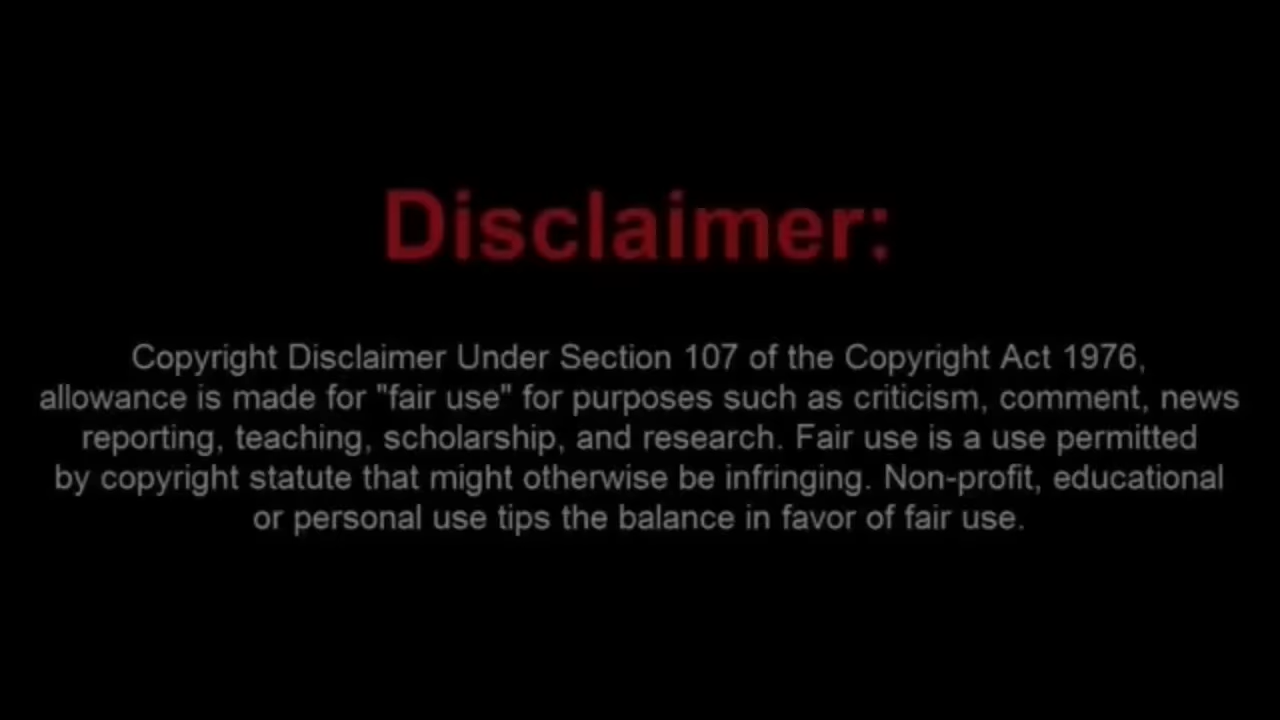 Disclaimer:
Copyright Disclaimer Under Section 107 of the Copyright Act 1976,
allowance is made for "fair use" for purposes such as criticism, comment, news
reporting, teaching, scholarship, and research. Fair use is a use permitted
by copyright statute that might otherwise be infringing. Non-profit, educational
or personal use tips the balance in favor of fair use.